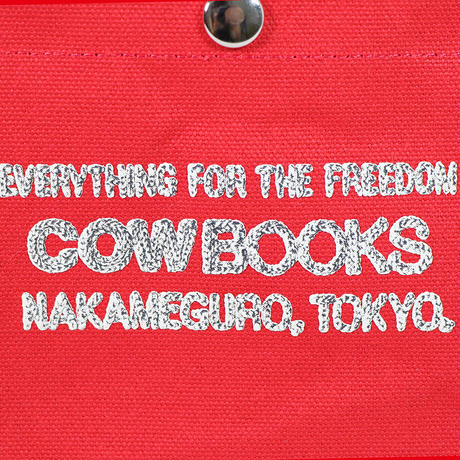 EVERYTHING FOR THE FREEDOM
COW BOOKS
NAKAMEGURO, TOKYO.